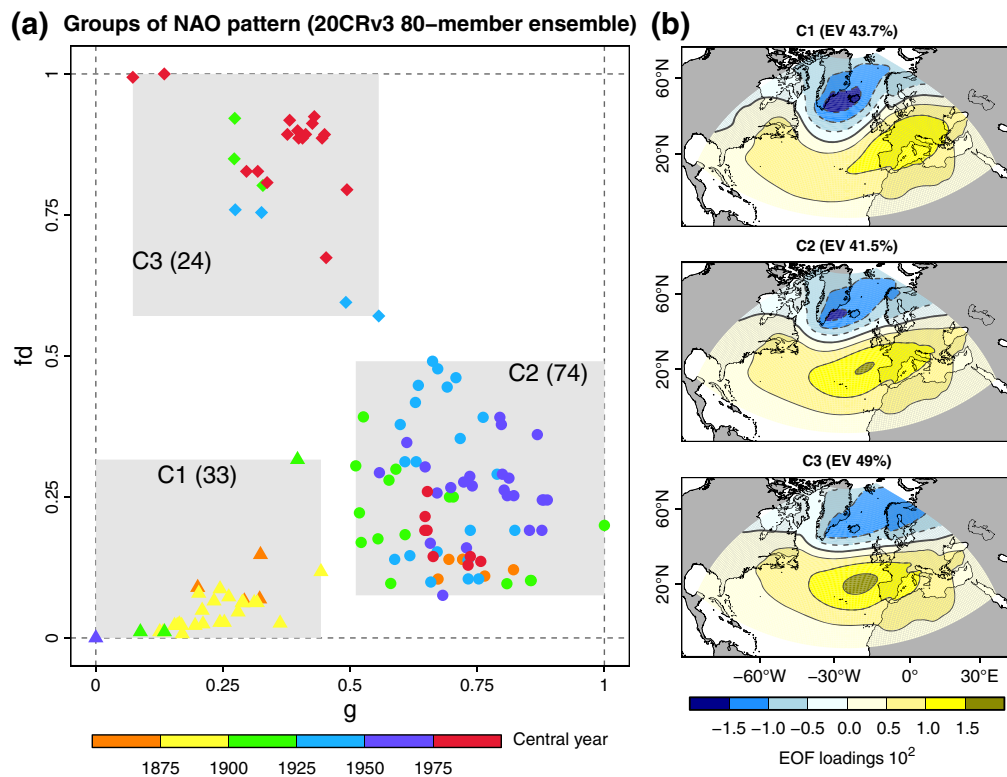 (a) Groups of NAO pattern (20CRv3 80−member ensemble)
1
0.75
0.5
0.25
0
fd
C3 (24)
C2 (74)
C1 (33)
0
0.25
0.5
0.75
1
g
Central year
1875
1900
1925
1950
1975
(b)
C1 (EV 43.7%)
60°N
20°N
C2 (EV 41.5%)
60°N
20°N
C3 (EV 49%)
60°N
20°N
−60°W
−30°W
0°
30°E
−1.5
−1.0
−0.5
0.0
0.5
1.0
1.5
EOF loadings 10²